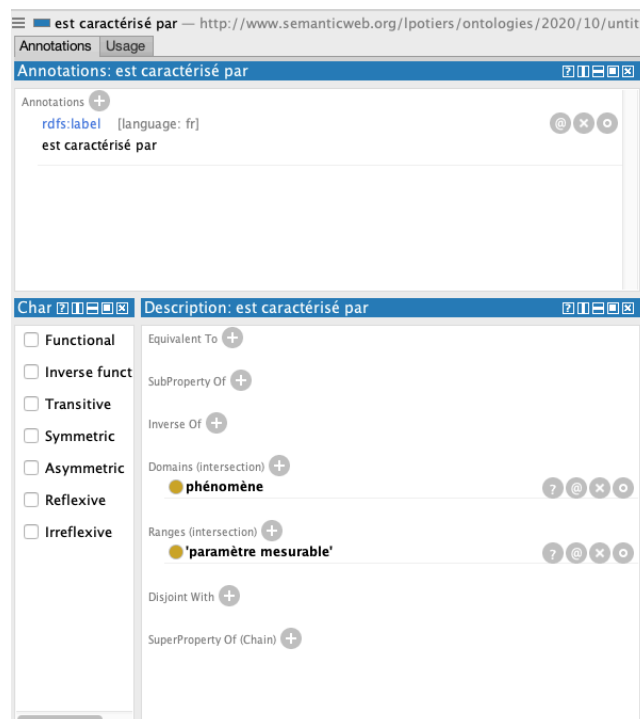 est caractérisé par — http://www.semanticweb.org/lpotiers/ontologies/2020/10/untit
Annotations Usage
Annotations: est caractérisé par
Annotations
rdfs:label [language: fr]
est caractérisé par
Char Description: est caractérisé par
Functional
Equivalent To
Inverse funct
SubProperty Of
Transitive
Inverse Of
Symmetric
Domains (intersection)
Asymmetric
phénomène
Reflexive
Ranges (intersection)
Irreflexive
'paramètre mesurable'
Disjoint With
SuperProperty Of (Chain)